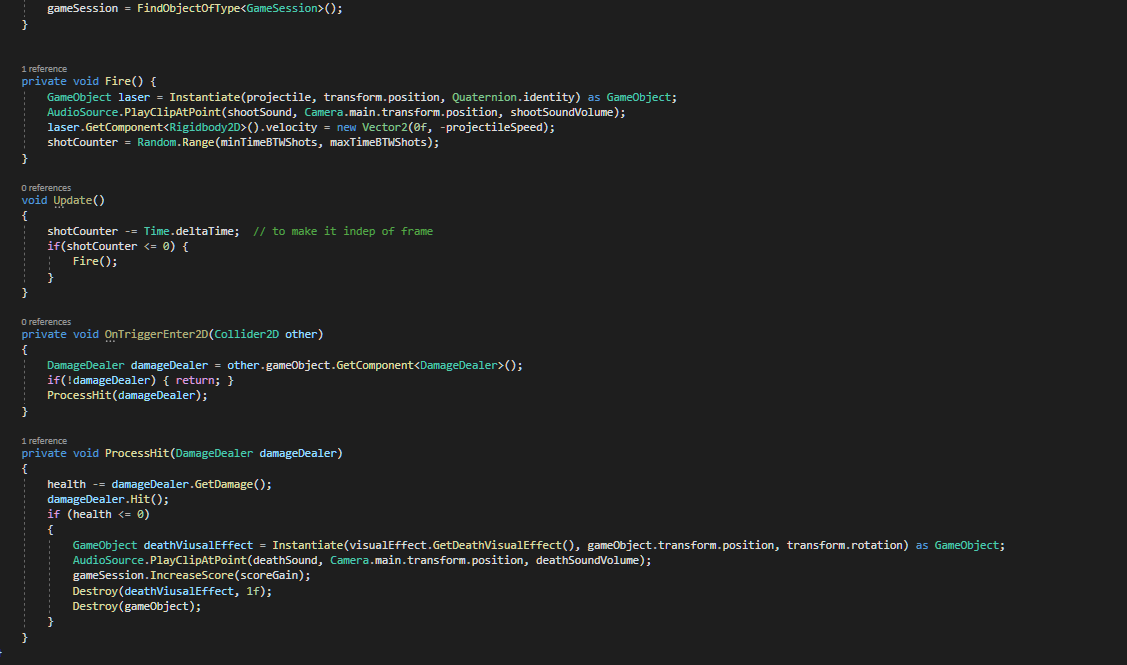 gameSession = FindObjectOfType<GameSession>();
}
1 reference
private void Fire() {
GameObject laser = Instantiate(projectile, transform.position, Quaternion.identity) as GameObject;
AudioSource.PlayClipAtPoint(shootSound, Camera.main.transform.position, shootSoundVolume);
laser.GetComponent<Rigidbody2D>().velocity = new Vector2(0f, -projectileSpeed);
shotCounter = Random.Range(minTimeBTWShots, maxTimeBTWShots);
}
0 references
void Update()
{
shotCounter -= Time.deltaTime;  // to make it indep of frame
if(shotCounter <= 0) {
Fire();
}
}
0 references
private void OnTriggerEnter2D(Collider2D other)
{
DamageDealer damageDealer = other.gameObject.GetComponent<DamageDealer>();
if(!damageDealer) { return; }
ProcessHit(damageDealer);
}
1 reference
private void ProcessHit(DamageDealer damageDealer)
{
health -= damageDealer.GetDamage();
damageDealer.Hit();
if (health <= 0)
{
GameObject deathViusalEffect = Instantiate(visualEffect.GetDeathVisualEffect(), gameObject.transform.position, transform.rotation) as GameObject;
AudioSource.PlayClipAtPoint(deathSound, Camera.main.transform.position, deathSoundVolume);
gameSession.IncreaseScore(scoreGain);
Destroy(deathViusalEffect, 1f);
Destroy(gameObject);
}
}